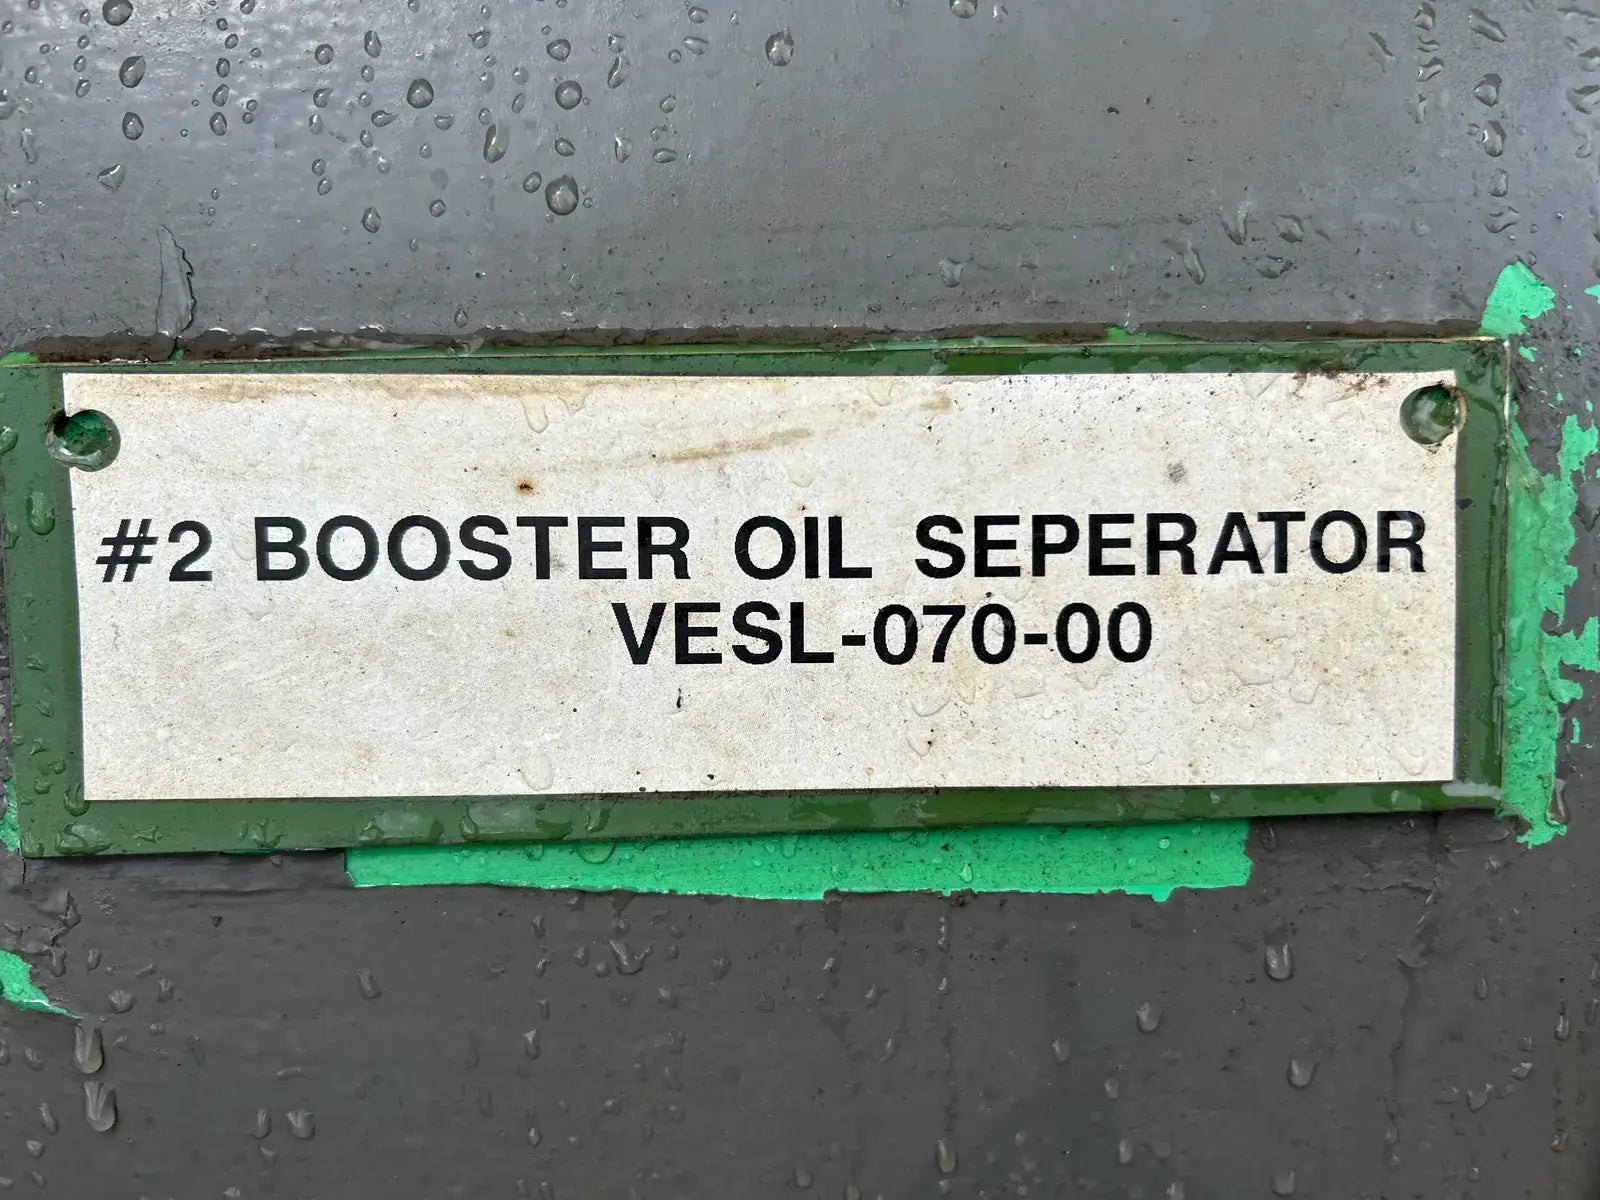 #2 BOOSTER OIL SEPERATOR
VESL-070-00